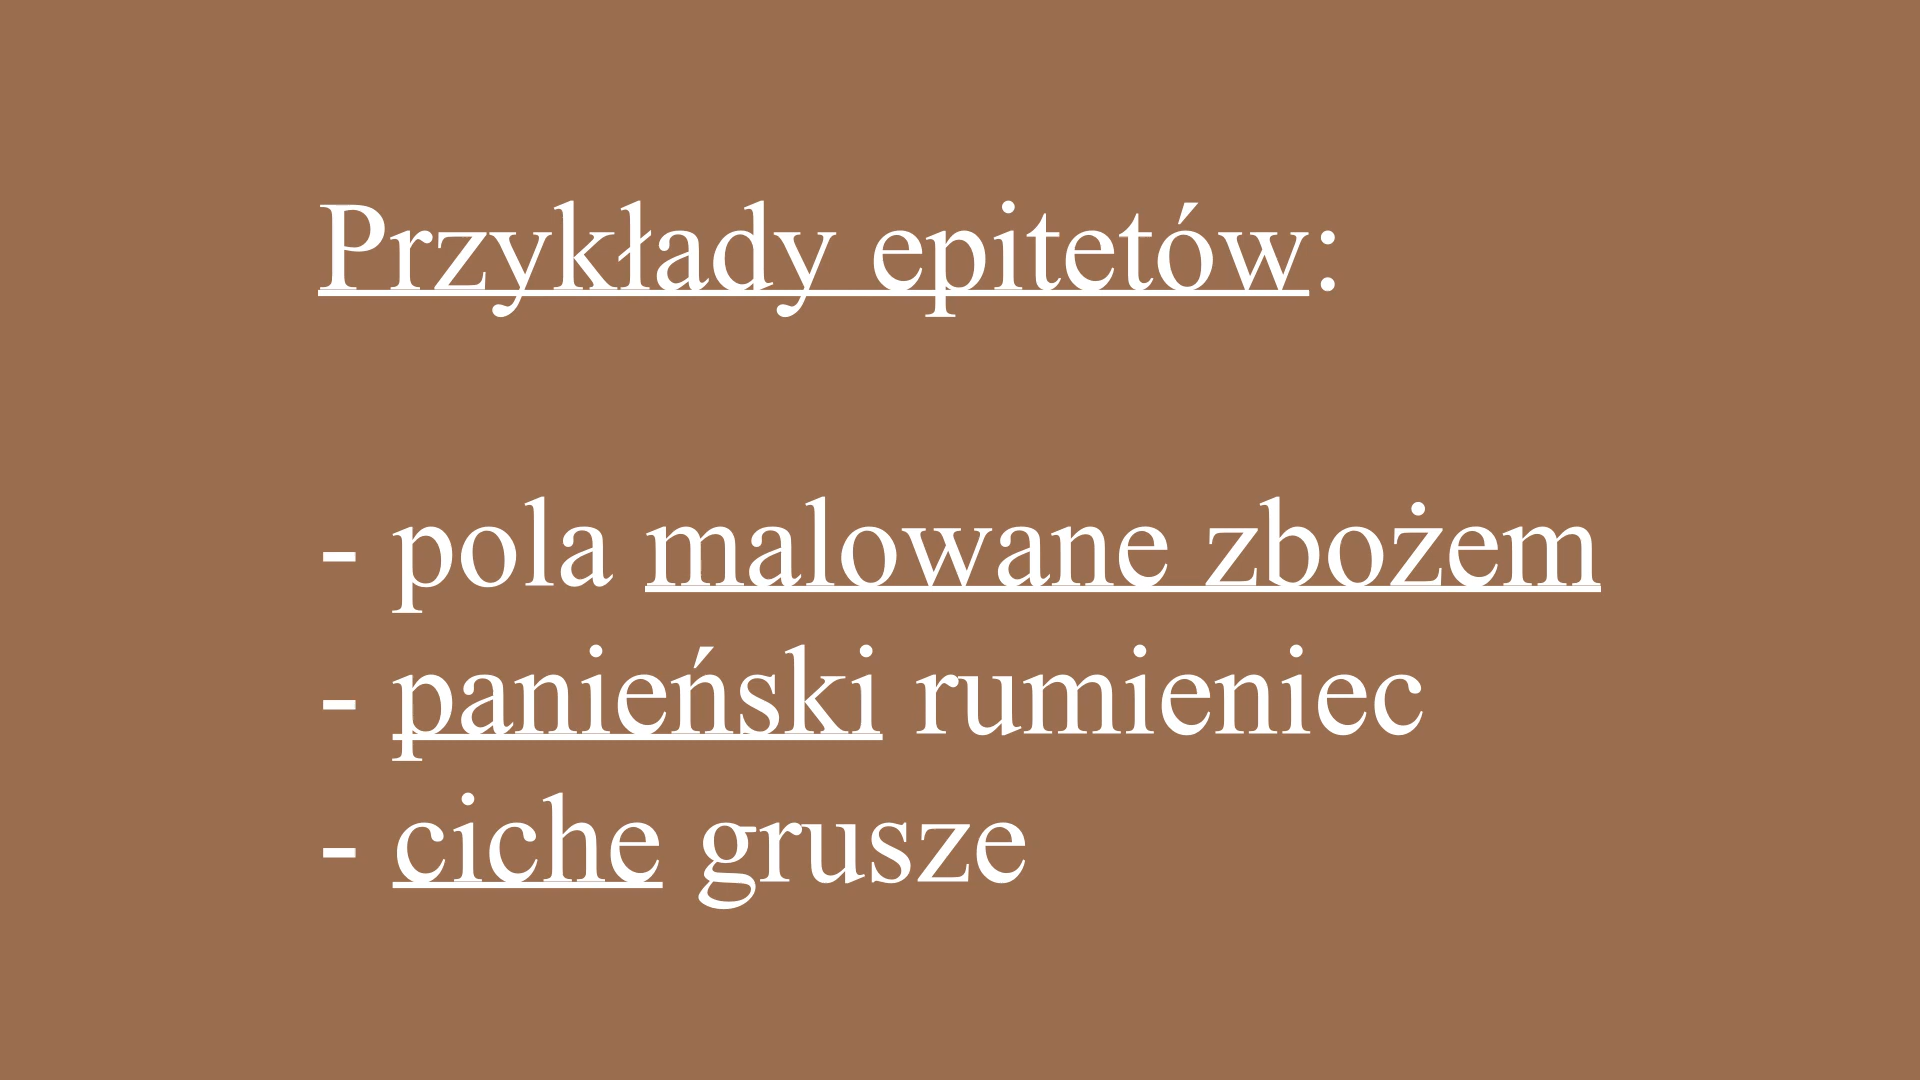 Przykłady epitetów:
- pola malowane zbożem
- panieński rumieniec
- ciche grusze